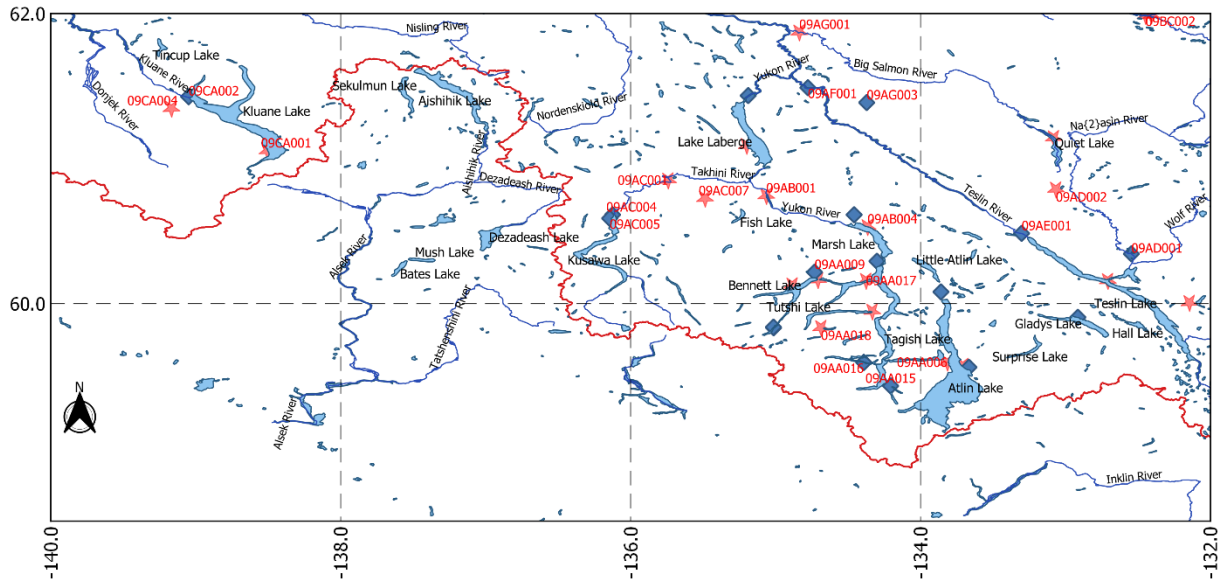 62.0
60.0
Nisling River
09AG001
09BC002
Tincup Lake
Kluane River
09CA002
09CA004
Donjek River
Kluane Lake
09CA001
Sekulmun Lake
Ajshihik Lake
Nordenskiold River
Yukon River
Big Salmon River
09AF001
09AG003
Na{2}asin River
Quiet Lake
Lake Laberge
Aishihik River
Dezadeash River
09AC001
Takhini River
09AC007
09AB001
Teslin River
09AD002
Wolf River
09AC004
09AC005
Fish Lake
Yukon River
09AB004
09AE001
09AD001
Dezadeash Lake
Mush Lake
Bates Lake
Alsek River
Kusawa Lake
Marsh Lake
09AA009
Little Atlin Lake
Bennett Lake
09AA017
Tutshi Lake
Teslin Lake
Gladys Lake
Hall Lake
09AA018
Tagish Lake
Surprise Lake
Tatshenshini River
09AA016
09AA006
09AA015
Atlin Lake
N
Alsek River
Inklin River
-140.0
-138.0
-136.0
-134.0
-132.0